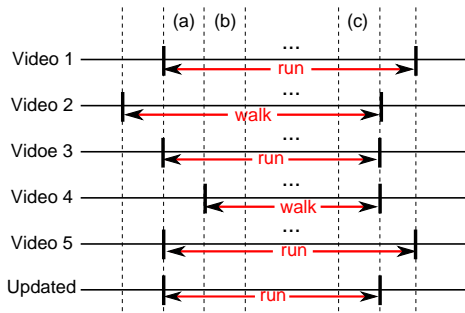 (a) (b) (c)
...
Video 1
run
...
Video 2
walk
...
Vidoe 3
run
...
Video 4
walk
...
Video 5
run
Updated
run